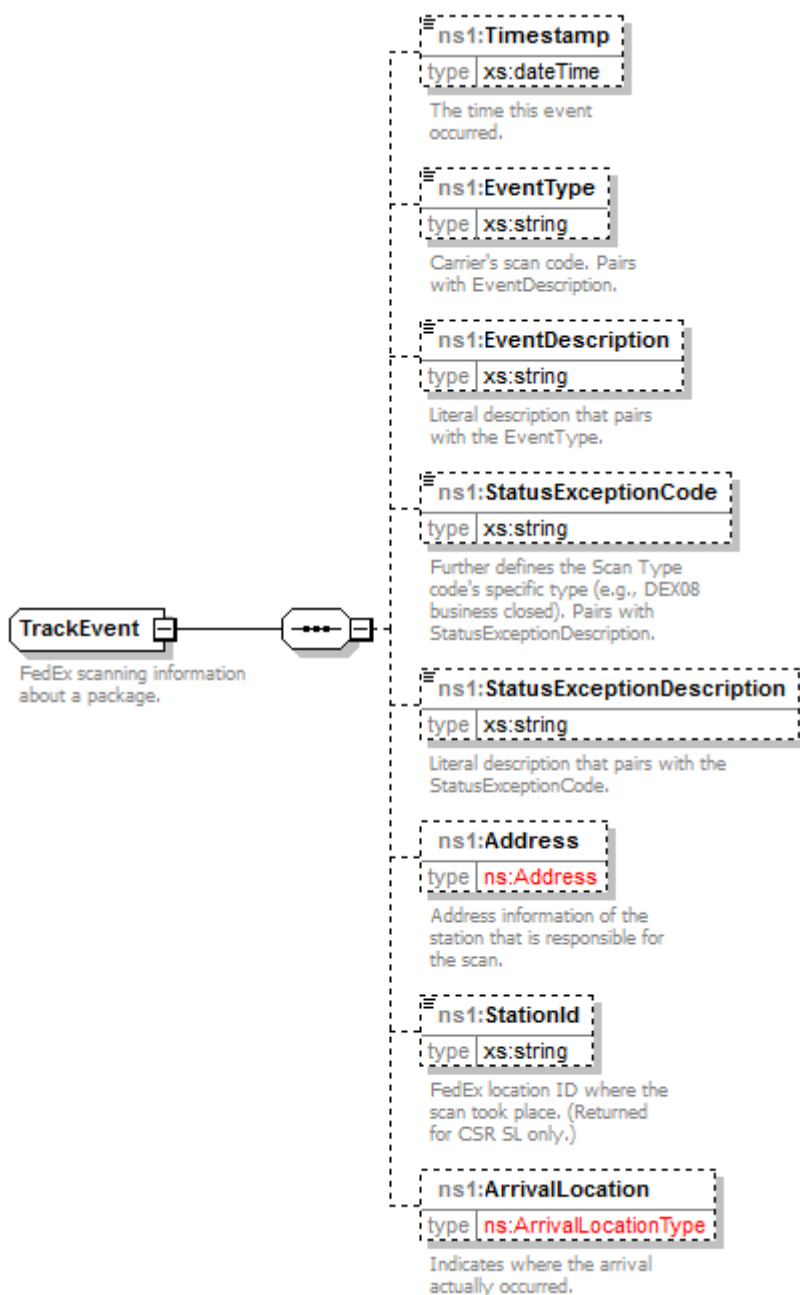 ns1:Timestamp
type xs:dateTime
The time this event
occurred.
ns1:EventType
type xs:string
Carrier's scan code. Pairs
with EventDescription.
ns1:EventDescription
type xs:string
Literal description that pairs
with the EventType.
ns1:StatusExceptionCode
type xs:string
Further defines the Scan Type
code's specific type (e.g., DEX08
business closed). Pairs with
StatusExceptionDescription.
TrackEvent
FedEx scanning information
about a package.
ns1:StatusExceptionDescription
type xs:string
Literal description that pairs with the
StatusExceptionCode.
ns1:Address
type ns:Address
Address information of the
station that is responsible for
the scan.
ns1:StationId
type xs:string
FedEx location ID where the
scan took place. (Returned
for CSR SL only.)
ns1:ArrivalLocation
type ns:ArrivalLocationType
Indicates where the arrival
actually occurred.